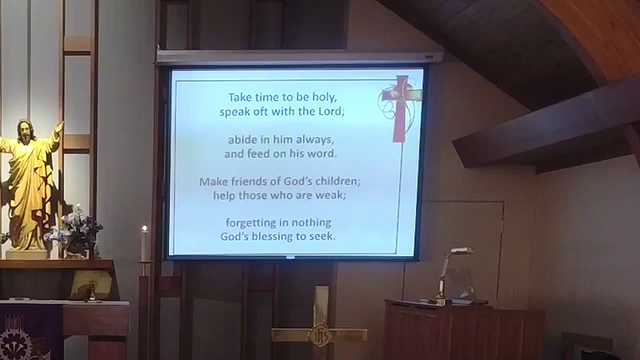 Take time to be holy,
speak oft with the Lord;
abide in him always,
and feed on his word.
Make friends of God's children;
help those who are weak;
forgetting in nothing
God's blessing to seek.